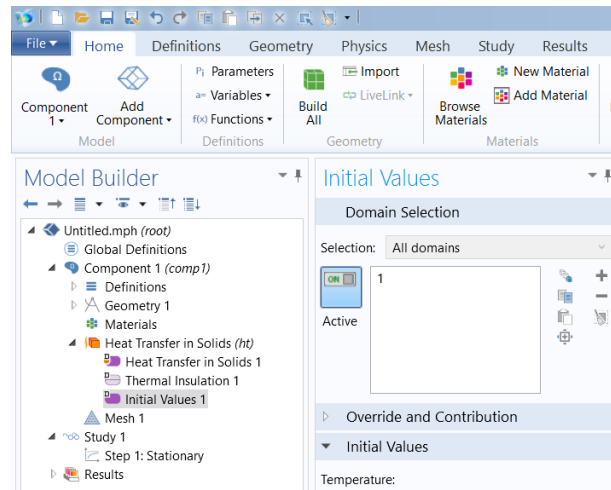 File
Home
Definitions
Geometry
Physics
Mesh
Study
Results
Component
1
Add
Component
Model
Pi Parameters
a= Variables
f(x) Functions
Definitions
Build
All
Import
LiveLink
Geometry
Browse
Materials
New Material
Add Material
Materials
Model Builder
Untitled.mph (root)
Global Definitions
Component 1 (comp1)
Definitions
Geometry 1
Materials
Heat Transfer in Solids (ht)
Heat Transfer in Solids 1
Thermal Insulation 1
Initial Values 1
Mesh 1
Study 1
Step 1: Stationary
Results
Initial Values
Domain Selection
Selection: All domains
ON
Active
1
Override and Contribution
Initial Values
Temperature: